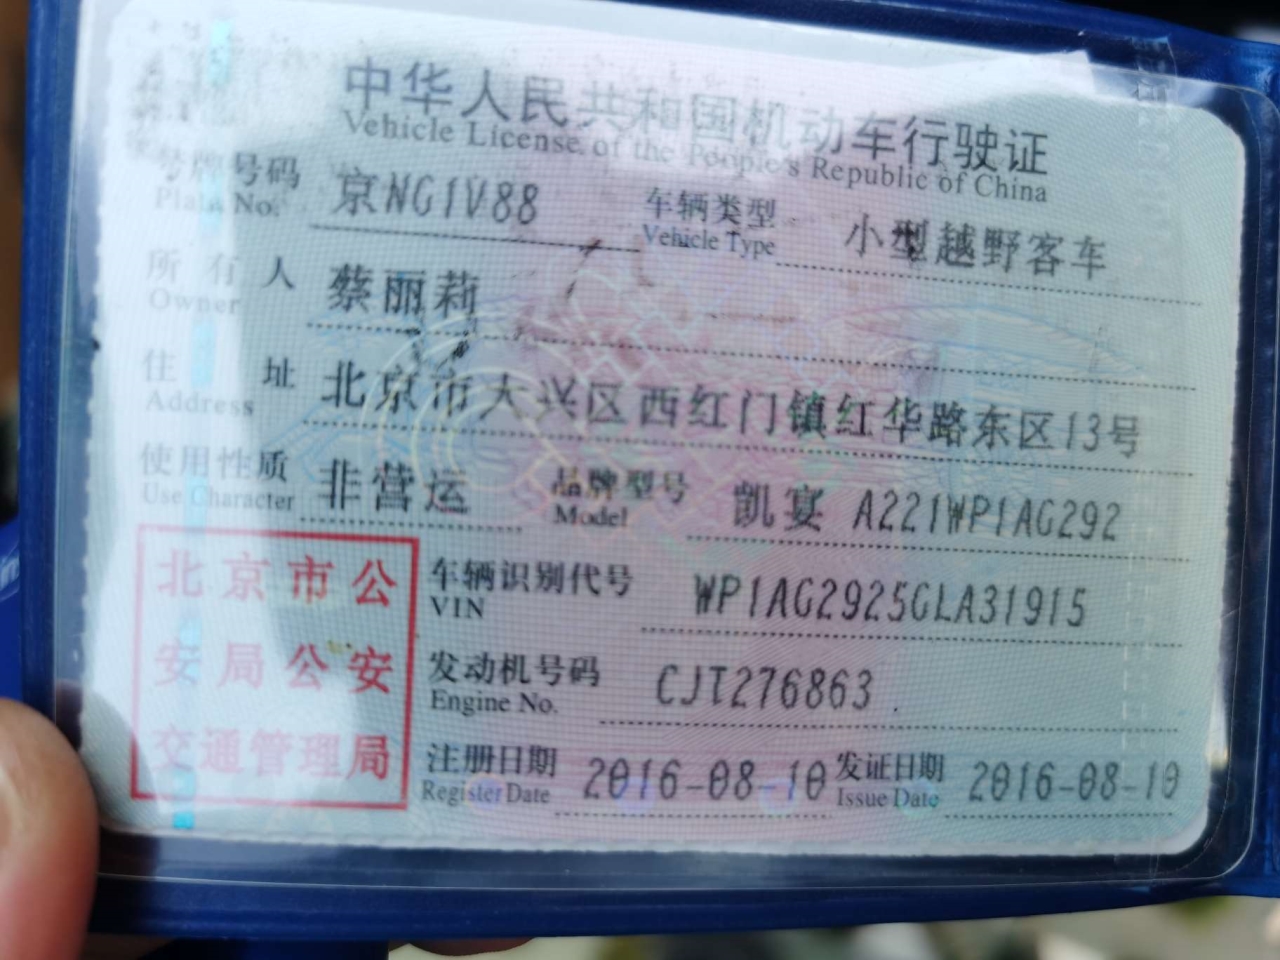 中华人民共和国机动车行驶证
Vehicle License of the People's Republic of China
号牌号码 京NG1V88 车辆类型 小型越野客车
Plate No. Vehicle Type
所有人 蔡丽莉
Owner
住址 北京市大兴区西红门镇红华路东区13号
Address
使用性质 非营运 品牌型号 凯宴 A221WP1AG292
Use Character Model
北京市公
安局公安
交通管理局
车辆识别代号 WP1AG2925GLA31915
VIN
发动机号码 CJT276863
Engine No.
注册日期 2016-08-10 发证日期 2016-08-10
Register Date Issue Date